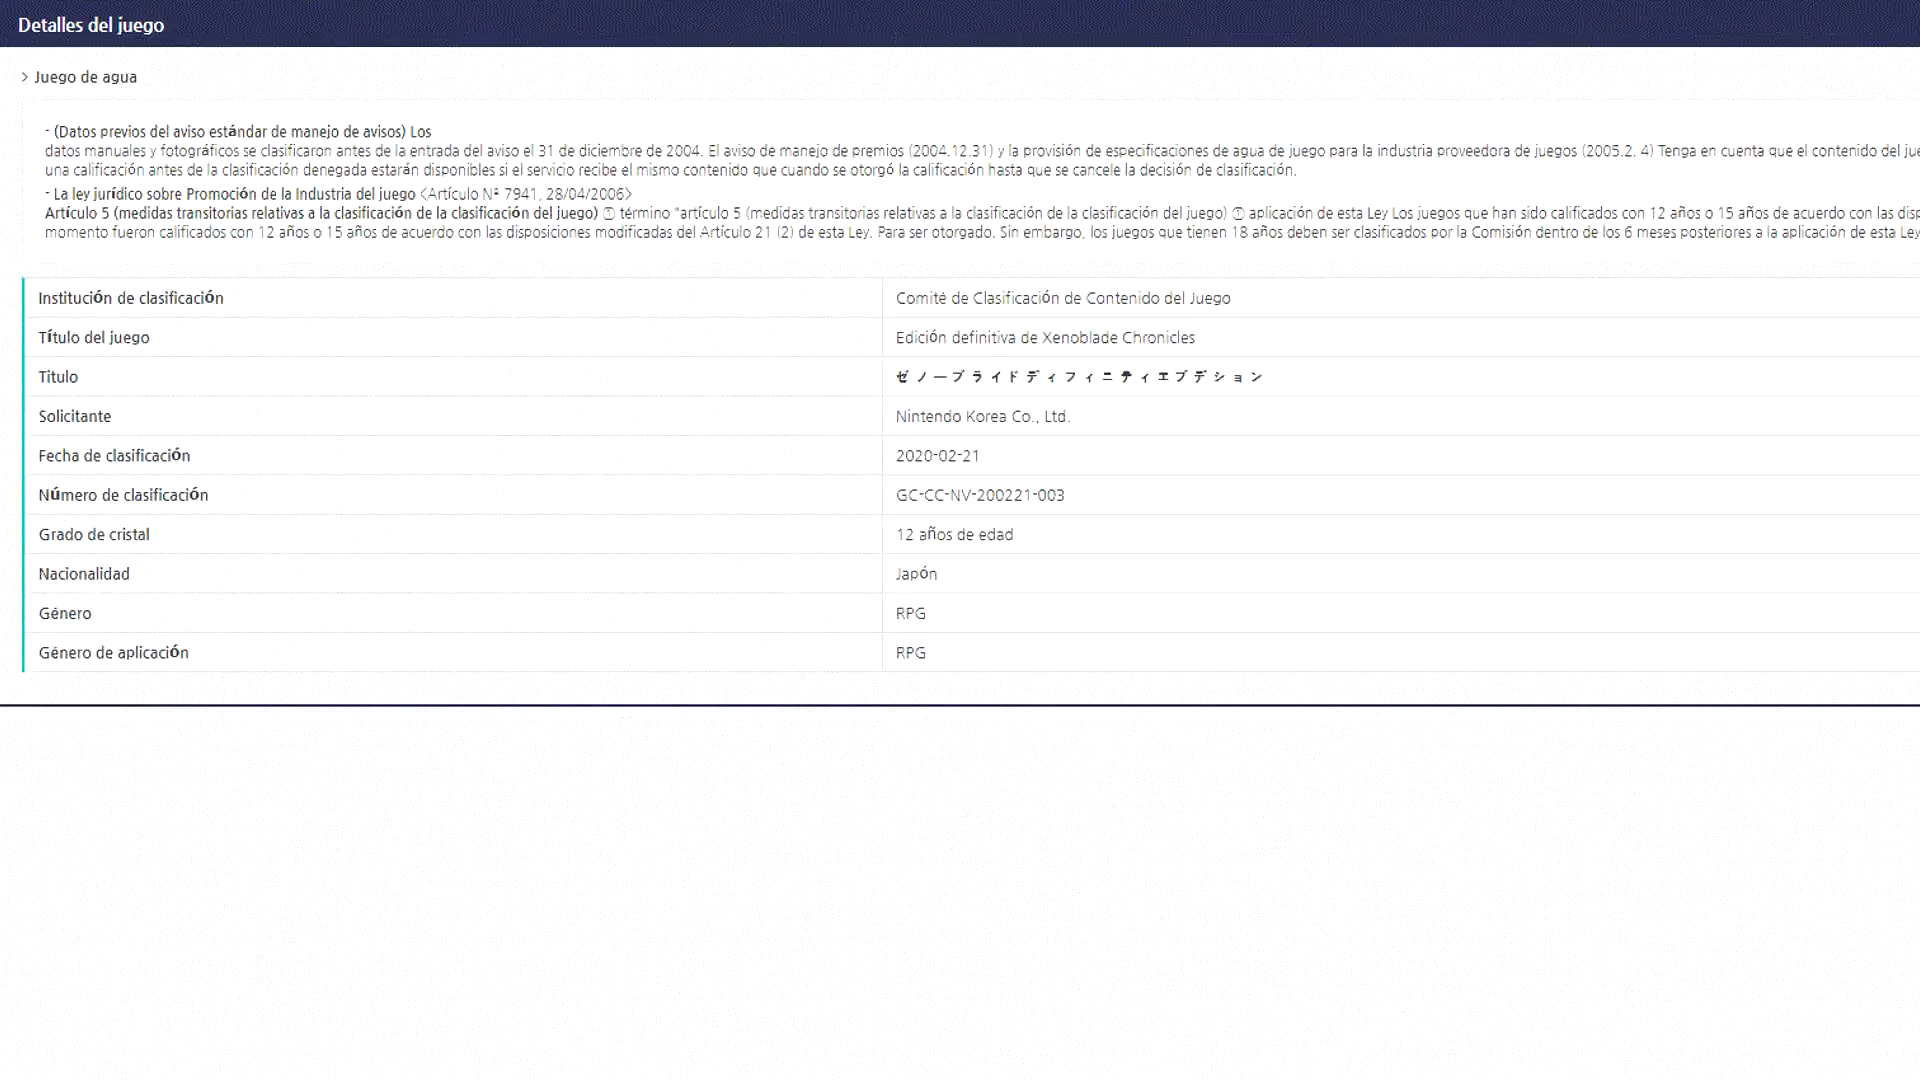 Detalles del juego
> Juego de agua
- (Datos previos del aviso estándar de manejo de avisos) Los
datos manuales y fotográficos se clasificaron antes de la entrada del aviso el 31 de diciembre de 2004. El aviso de manejo de premios (2004.12.31) y la provisión de especificaciones de agua de juego para la industria proveedora de juegos (2005.2. 4) Tenga en cuenta que el contenido del
una calificación antes de la clasificación denegada estarán disponibles si el servicio recibe el mismo contenido que cuando se otorgó la calificación hasta que se cancele la decisión de clasificación.
- La ley jurídico sobre Promoción de la Industria del juego <Artículo Nº 7941, 28/04/2006>
Artículo 5 (medidas transitorias relativas a la clasificación de la clasificación del juego) ① término "artículo 5 (medidas transitorias relativas a la clasificación de la clasificación del juego) ① aplicación de esta Ley Los juegos que han sido calificados con 12 años o 15 años de acuerdo con las
momento fueron calificados con 12 años o 15 años de acuerdo con las disposiciones modificadas del Artículo 21 (2) de esta Ley. Para ser otorgado. Sin embargo, los juegos que tienen 18 años deben ser clasificados por la Comisión dentro de los 6 meses posteriores a la aplicación de esta Ley
Institución de clasificación Comité de Clasificación de Contenido del Juego
Título del juego Edición definitiva de Xenoblade Chronicles
Titulo ゼノーブライドディフィニティエブデション
Solicitante Nintendo Korea Co., Ltd.
Fecha de clasificación 2020-02-21
Número de clasificación GC-CC-NV-200221-003
Grado de cristal 12 años de edad
Nacionalidad Japón
Género RPG
Género de aplicación RPG